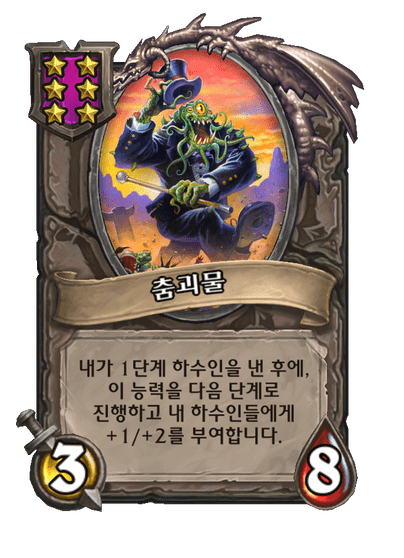 춤괴물
내가 1단계 하수인을 낸 후에,
이 능력을 다음 단계로
진행하고 내 하수인들에게
+1/+2를 부여합니다.
3
8